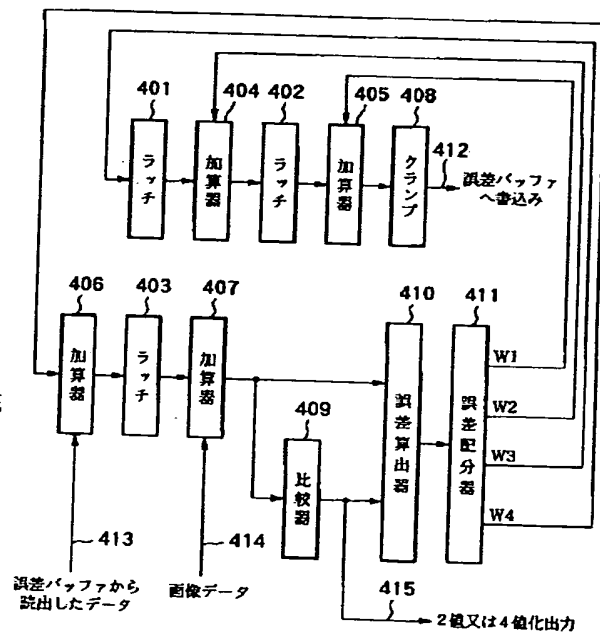 401
404
402
405
408
412
ラッチ
加算器
ラッチ
加算器
クランプ
誤差バッファ
へ書込み
406
403
407
410
411
加算器
ラッチ
加算器
誤差算出器
誤差配分器
W1
W2
W3
W4
409
比較器
413
414
415
誤差バッファから
読出したデータ
画像データ
2値又は4値化出力